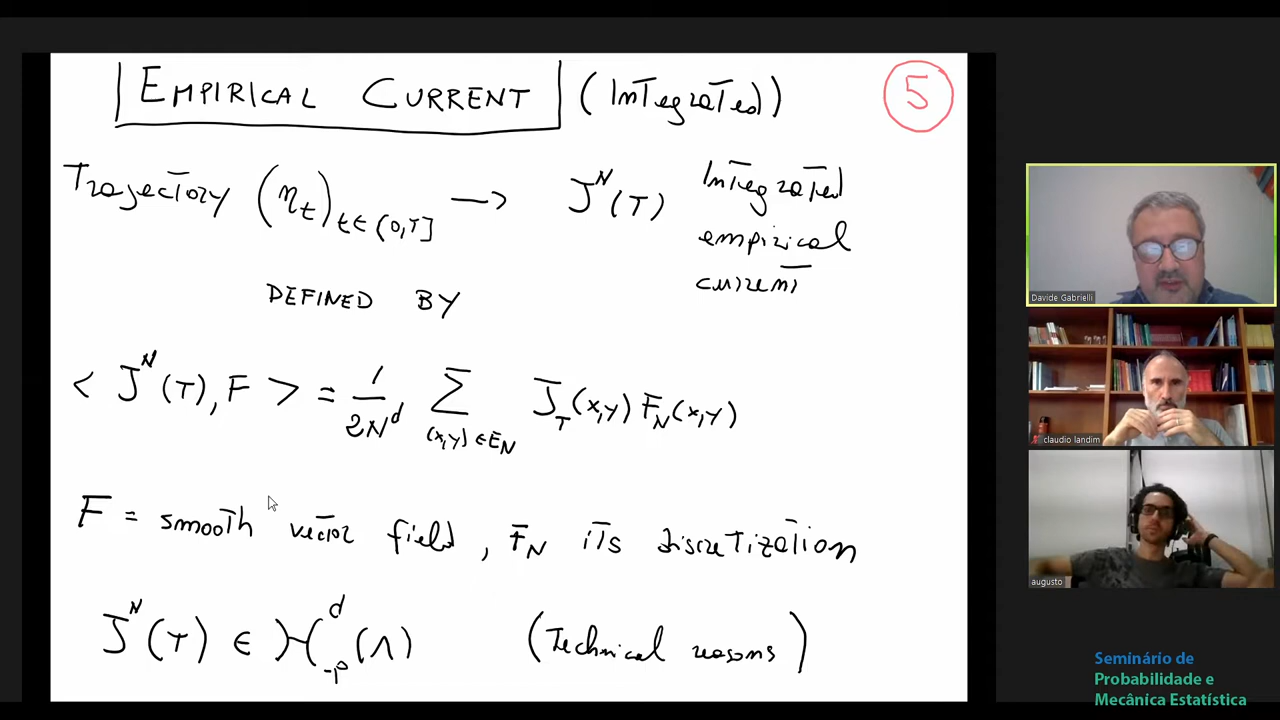 EMPIRICAL CURRENT (Integrated) 5
Trajectory (η_t)_{t∈[0,T]} → J^N(T) Integrated
empirical
current
DEFINED BY
< J^N(T), F > = 1/2N^d Σ_{(x,y)∈E_N} J_T(x,y) F_N(x,y)
F = smooth vector field, F_N its discretization
J^N(T) ∈ H^d_{-p}(Λ) (Technical reasons)
Davide Gabrielli
claudio landim
augusto
Seminário de
Probabilidade e
Mecânica Estatística